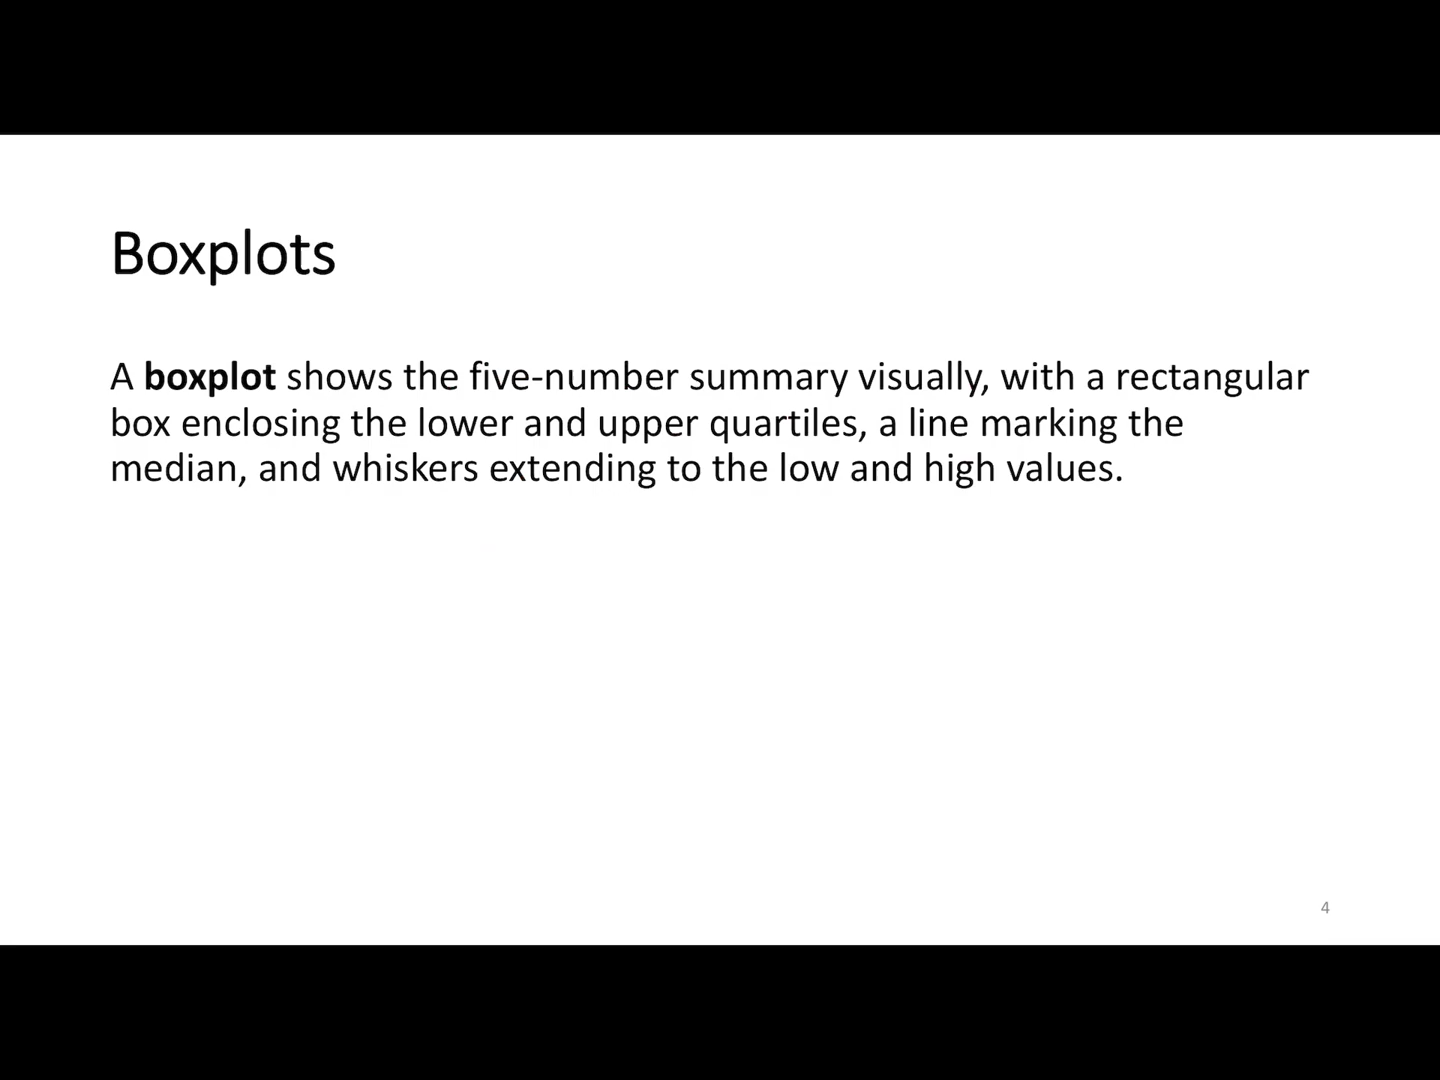 Boxplots
A boxplot shows the five-number summary visually, with a rectangular
box enclosing the lower and upper quartiles, a line marking the
median, and whiskers extending to the low and high values.
4